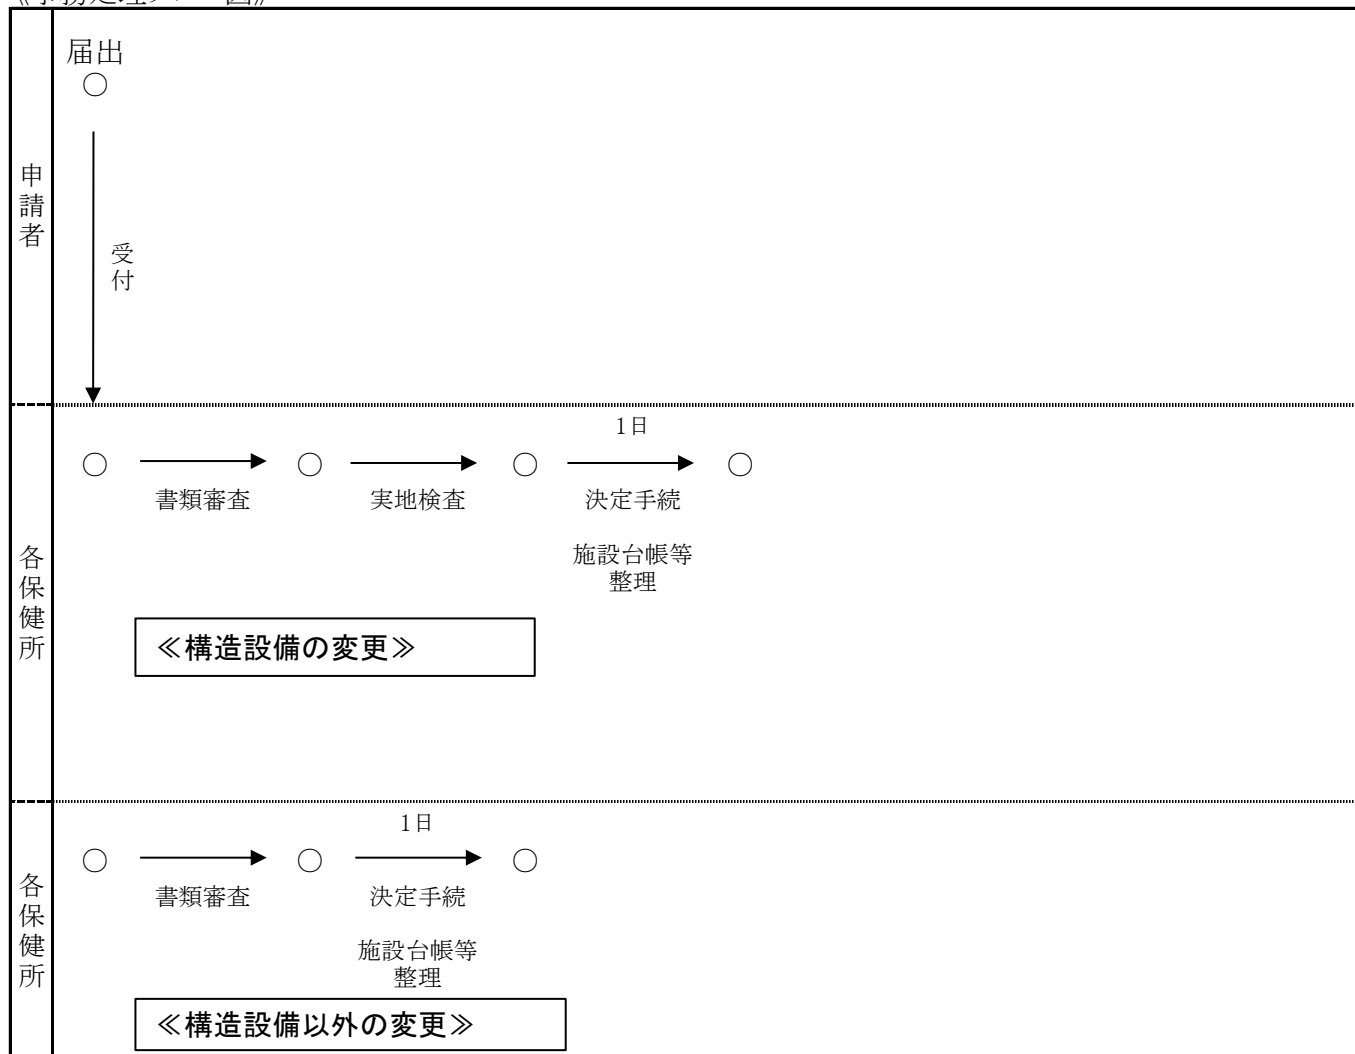 届出
申請者
受付
1日
書類審査
実地検査
決定手続
施設台帳等
整理
各保健所
≪構造設備の変更≫
1日
書類審査
決定手続
施設台帳等
整理
各保健所
≪構造設備以外の変更≫